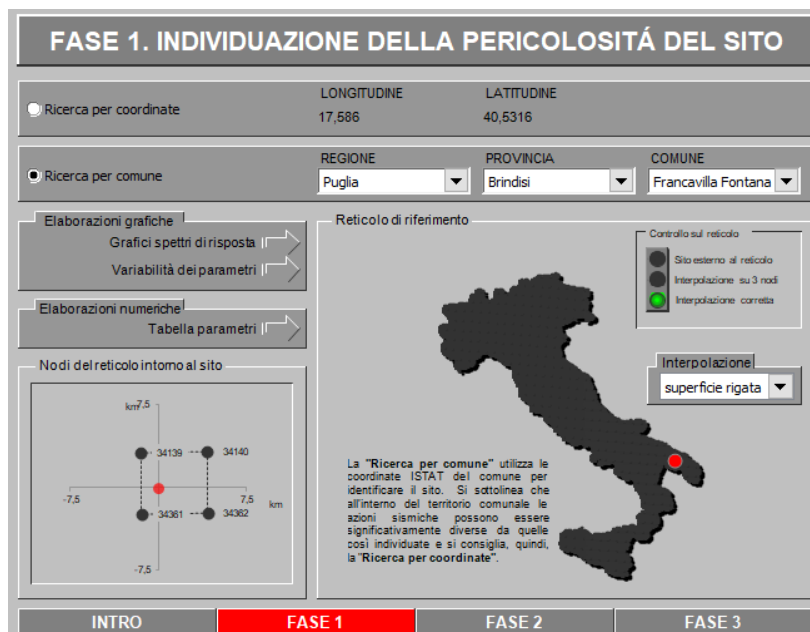 FASE 1. INDIVIDUAZIONE DELLA PERICOLOSITÁ DEL SITO
Ricerca per coordinate
LONGITUDINE
LATITUDINE
17,586
40,5316
Ricerca per comune
REGIONE
PROVINCIA
COMUNE
Puglia
Brindisi
Francavilla Fontana
Elaborazioni grafiche
Grafici spettri di risposta
Variabilità dei parametri
Elaborazioni numeriche
Tabella parametri
Nodi del reticolo intorno al sito
km
7,5
34139
34140
-7,5
7,5
km
34361
34362
-7,5
Reticolo di riferimento
Controllo sul reticolo
Sito esterno al reticolo
Interpolazione su 3 nodi
Interpolazione corretta
Interpolazione
superficie rigata
La "Ricerca per comune" utilizza le
coordinate ISTAT del comune per
identificare il sito. Si sottolinea che
all'interno del territorio comunale le
azioni sismiche possono essere
significativamente diverse da quelle
così individuate e si consiglia, quindi,
la "Ricerca per coordinate".
INTRO
FASE 1
FASE 2
FASE 3